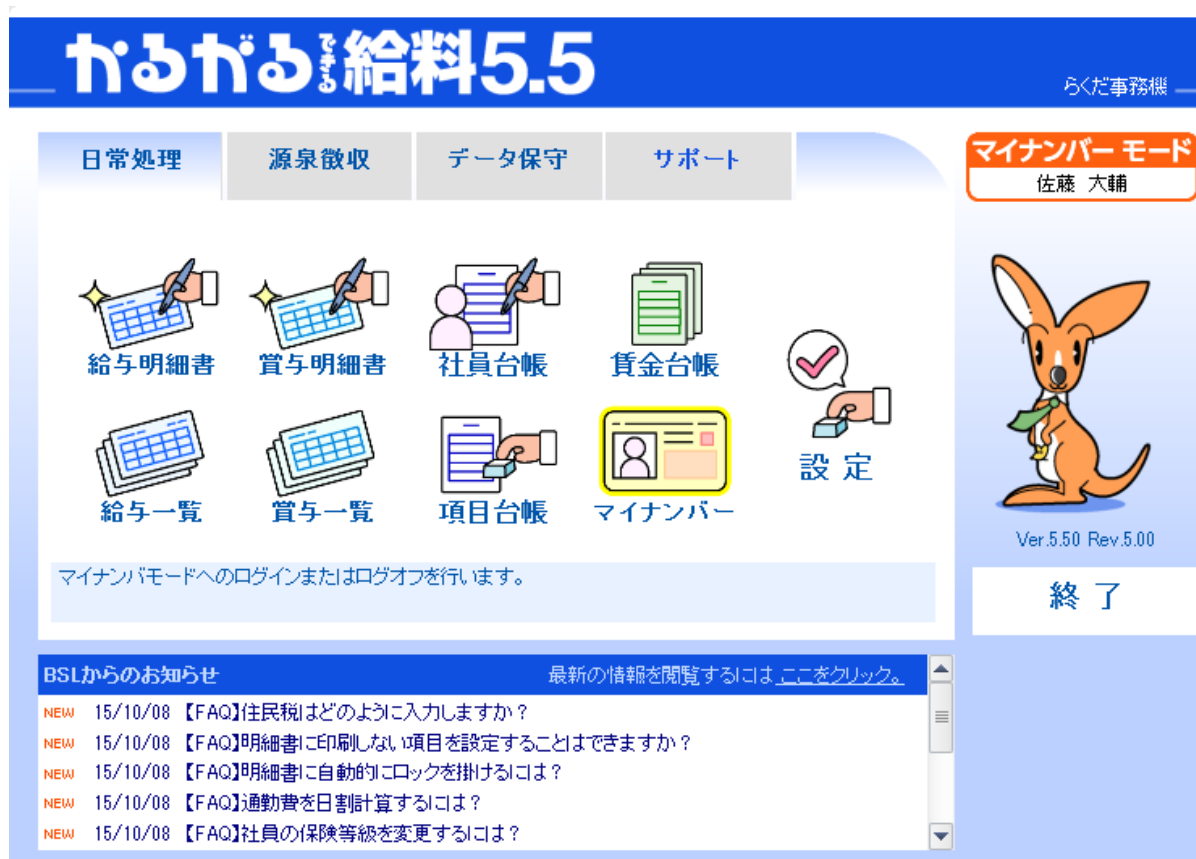 かるがるできる給料5.5
らくだ事務機
日常処理 源泉徴収 データ保守 サポート
マイナンバー モード
佐藤 大輔
給与明細書 賞与明細書 社員台帳 賃金台帳
設定
給与一覧 賞与一覧 項目台帳 マイナンバー
Ver.5.50 Rev.5.00
マイナンバモードへのログインまたはログオフを行います。
終了
BSLからのお知らせ 最新の情報を閲覧するには ここをクリック。
NEW 15/10/08 【FAQ】住民税はどのように入力しますか？
NEW 15/10/08 【FAQ】明細書に印刷しない項目を設定することはできますか？
NEW 15/10/08 【FAQ】明細書に自動的にロックを掛けるには？
NEW 15/10/08 【FAQ】通勤費を日割計算するには？
NEW 15/10/08 【FAQ】社員の保険等級を変更するには？